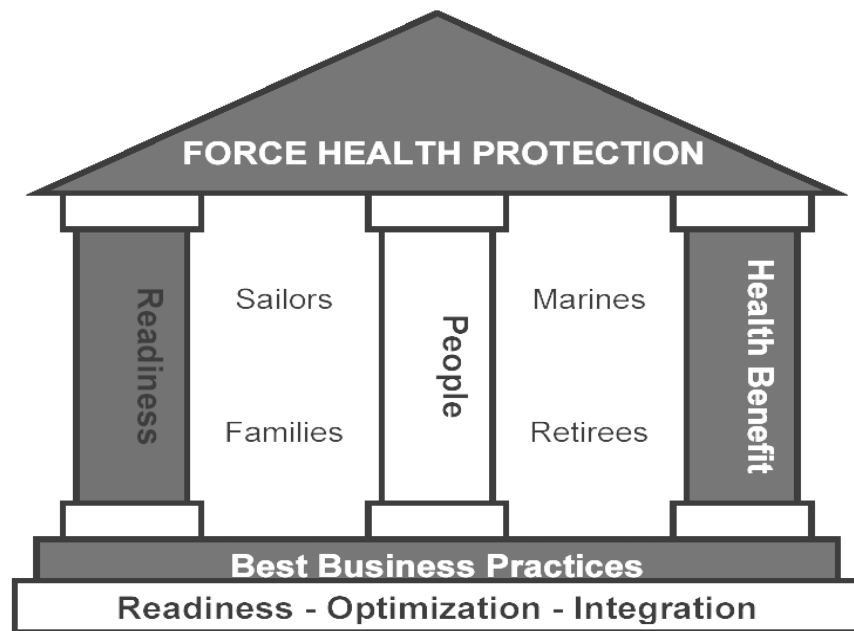 FORCE HEALTH PROTECTION
Readiness
Sailors
Families
People
Marines
Retirees
Health Benefit
Best Business Practices
Readiness - Optimization - Integration